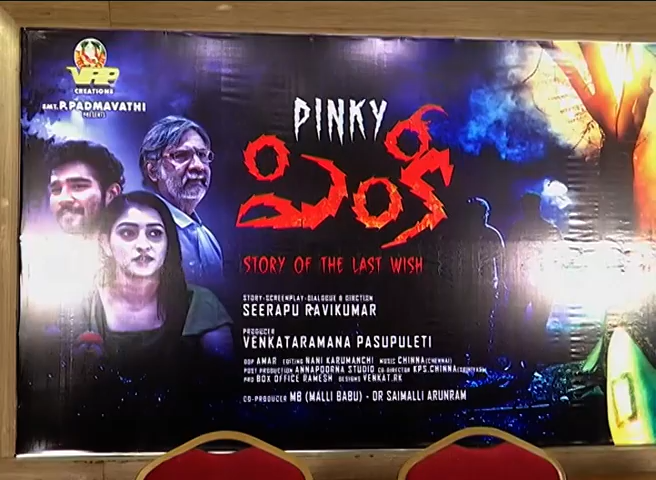 VRP
CREATIONS
SMT. P.PADMAVATHI
PRESENTS
PINKY
పింకీ
STORY OF THE LAST WISH
STORY-SCREENPLAY-DIALOGUE & DIRECTION
SEERAPU RAVIKUMAR
PRODUCER
VENKATARAMANA PASUPULETI
DOP AMAR EDITING NANI KARUMANCHI MUSIC CHINNA(CHENNAI)
POST PRODUCTION ANNAPOORNA STUDIO CO-DIRECTOR KPS.CHINNA
PRO BOX OFFICE RAMESH DESIGNS VENKAT.RK
CO-PRODUCER MB (MALLI BABU) - DR SAIMALLI ARUNRAM